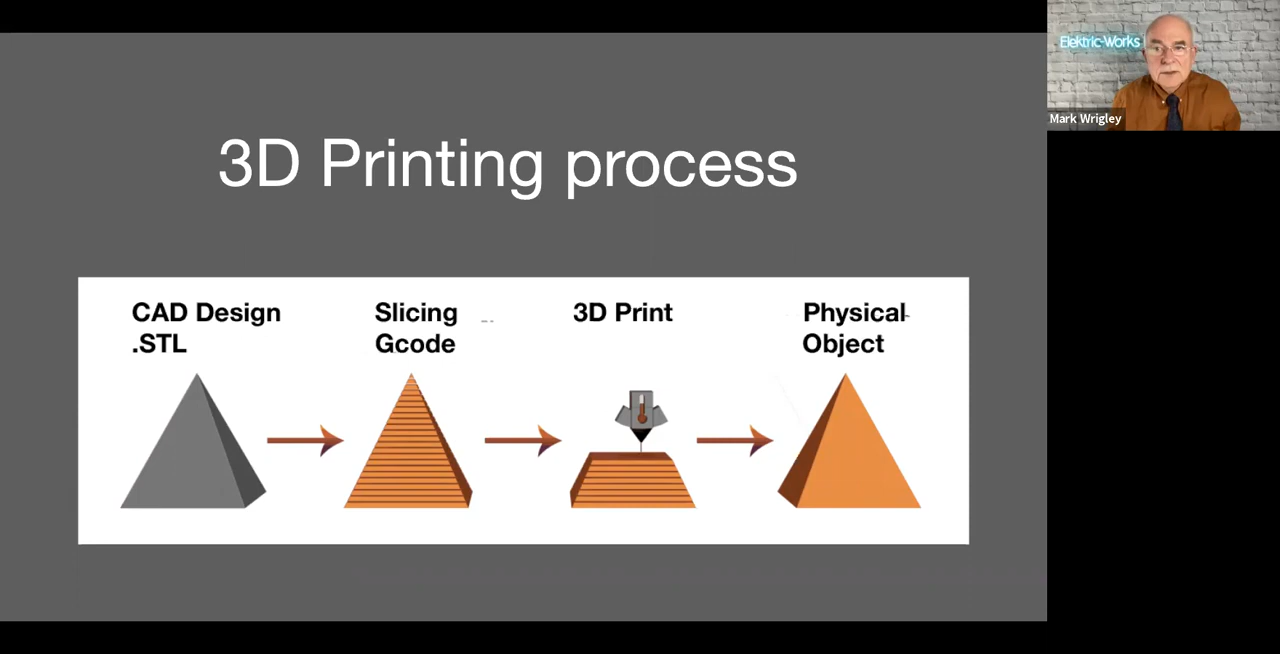 Elektric-Works
Mark Wrigley
3D Printing process
CAD Design
.STL
Slicing
Gcode
3D Print
Physical
Object